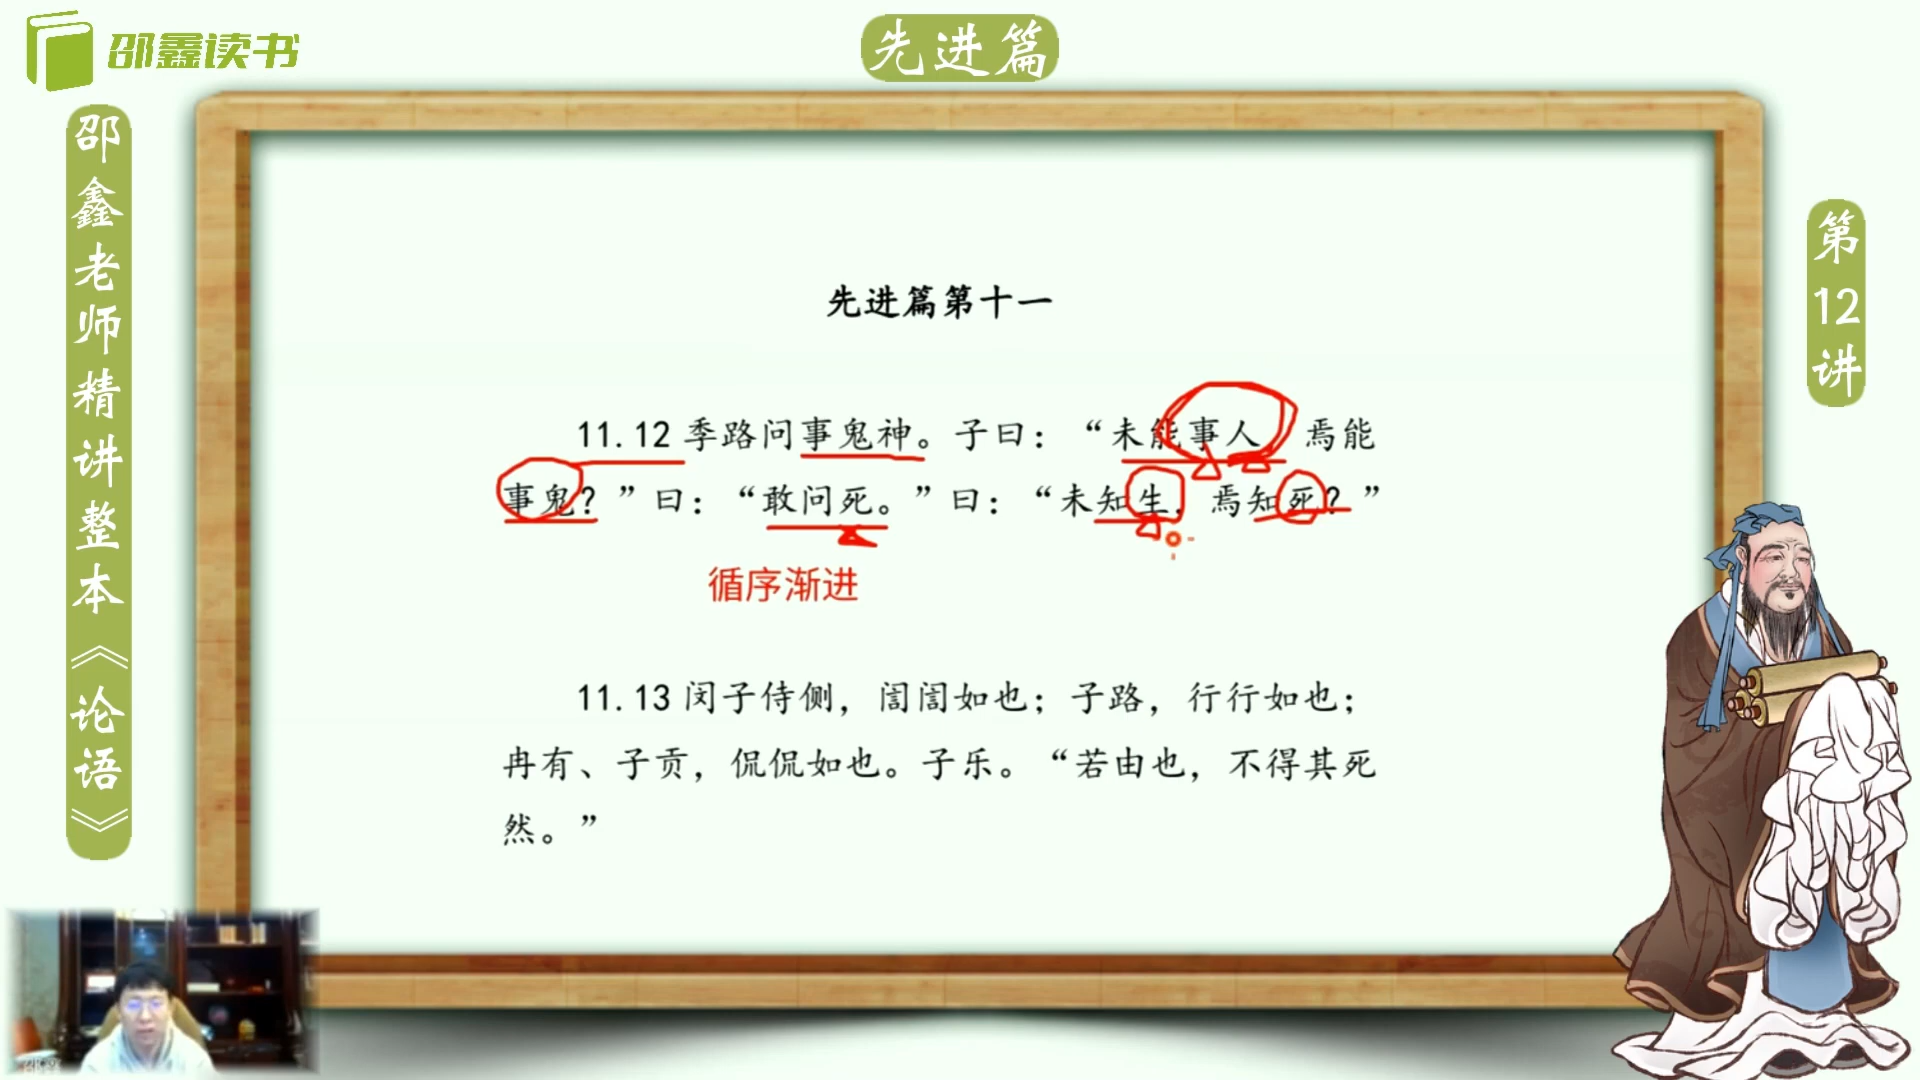 邵鑫读书
先进篇
邵鑫老师精讲整本《论语》
第12讲
先进篇第十一
11.12 季路问事鬼神。子曰：“未能事人，焉能
事鬼？”曰：“敢问死。”曰：“未知生，焉知死？”
循序渐进
11.13 闵子侍侧，訚訚如也；子路，行行如也；
冉有、子贡，侃侃如也。子乐。“若由也，不得其死
然。”